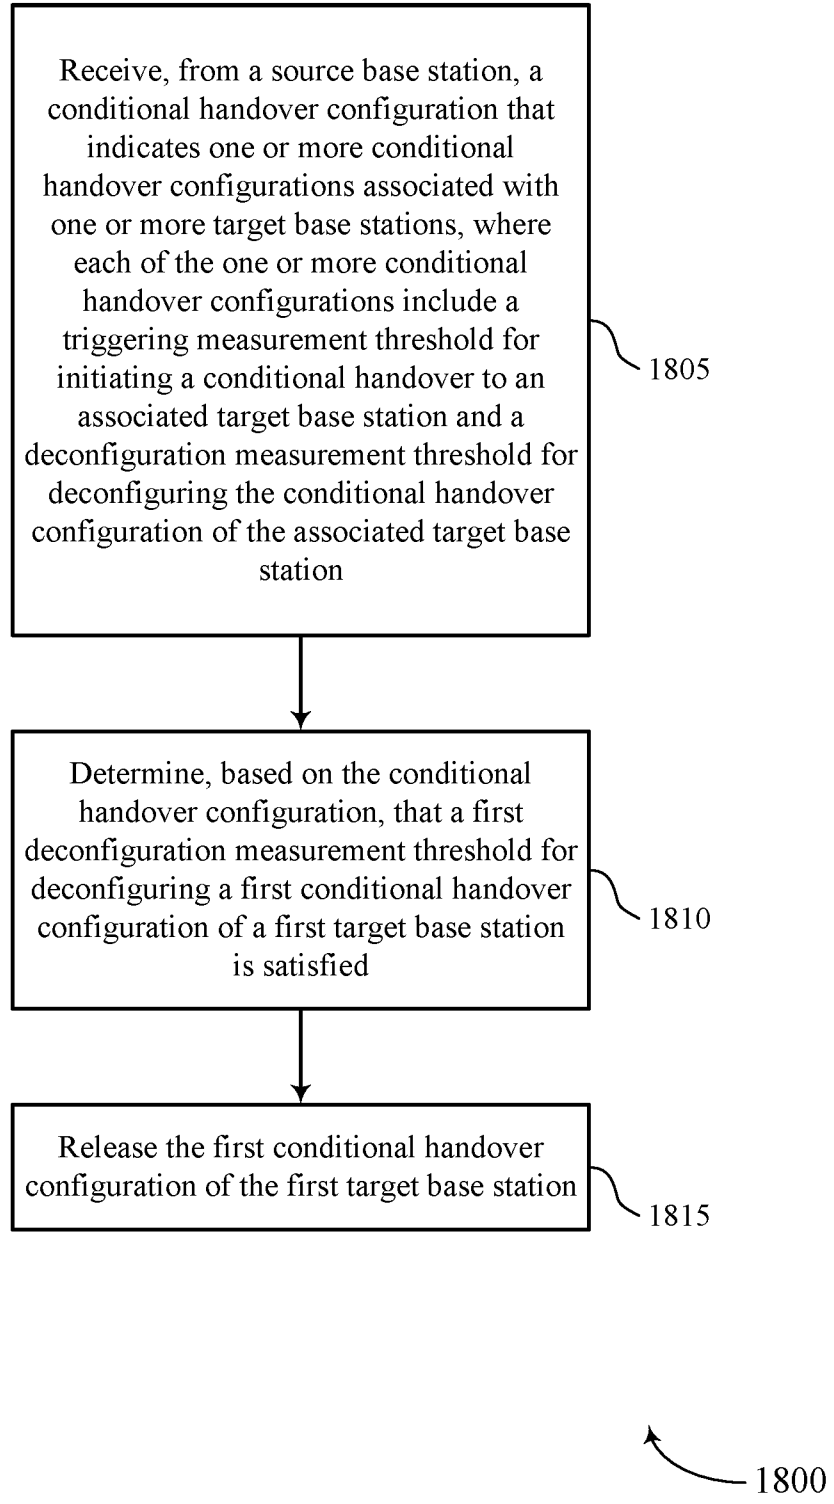 Receive, from a source base station, a
conditional handover configuration that
indicates one or more conditional
handover configurations associated with
one or more target base stations, where
each of the one or more conditional
handover configurations include a
triggering measurement threshold for
initiating a conditional handover to an
associated target base station and a
deconfiguration measurement threshold for
deconfiguring the conditional handover
configuration of the associated target base
station
1805
Determine, based on the conditional
handover configuration, that a first
deconfiguration measurement threshold for
deconfiguring a first conditional handover
configuration of a first target base station
is satisfied
1810
Release the first conditional handover
configuration of the first target base station
1815
1800